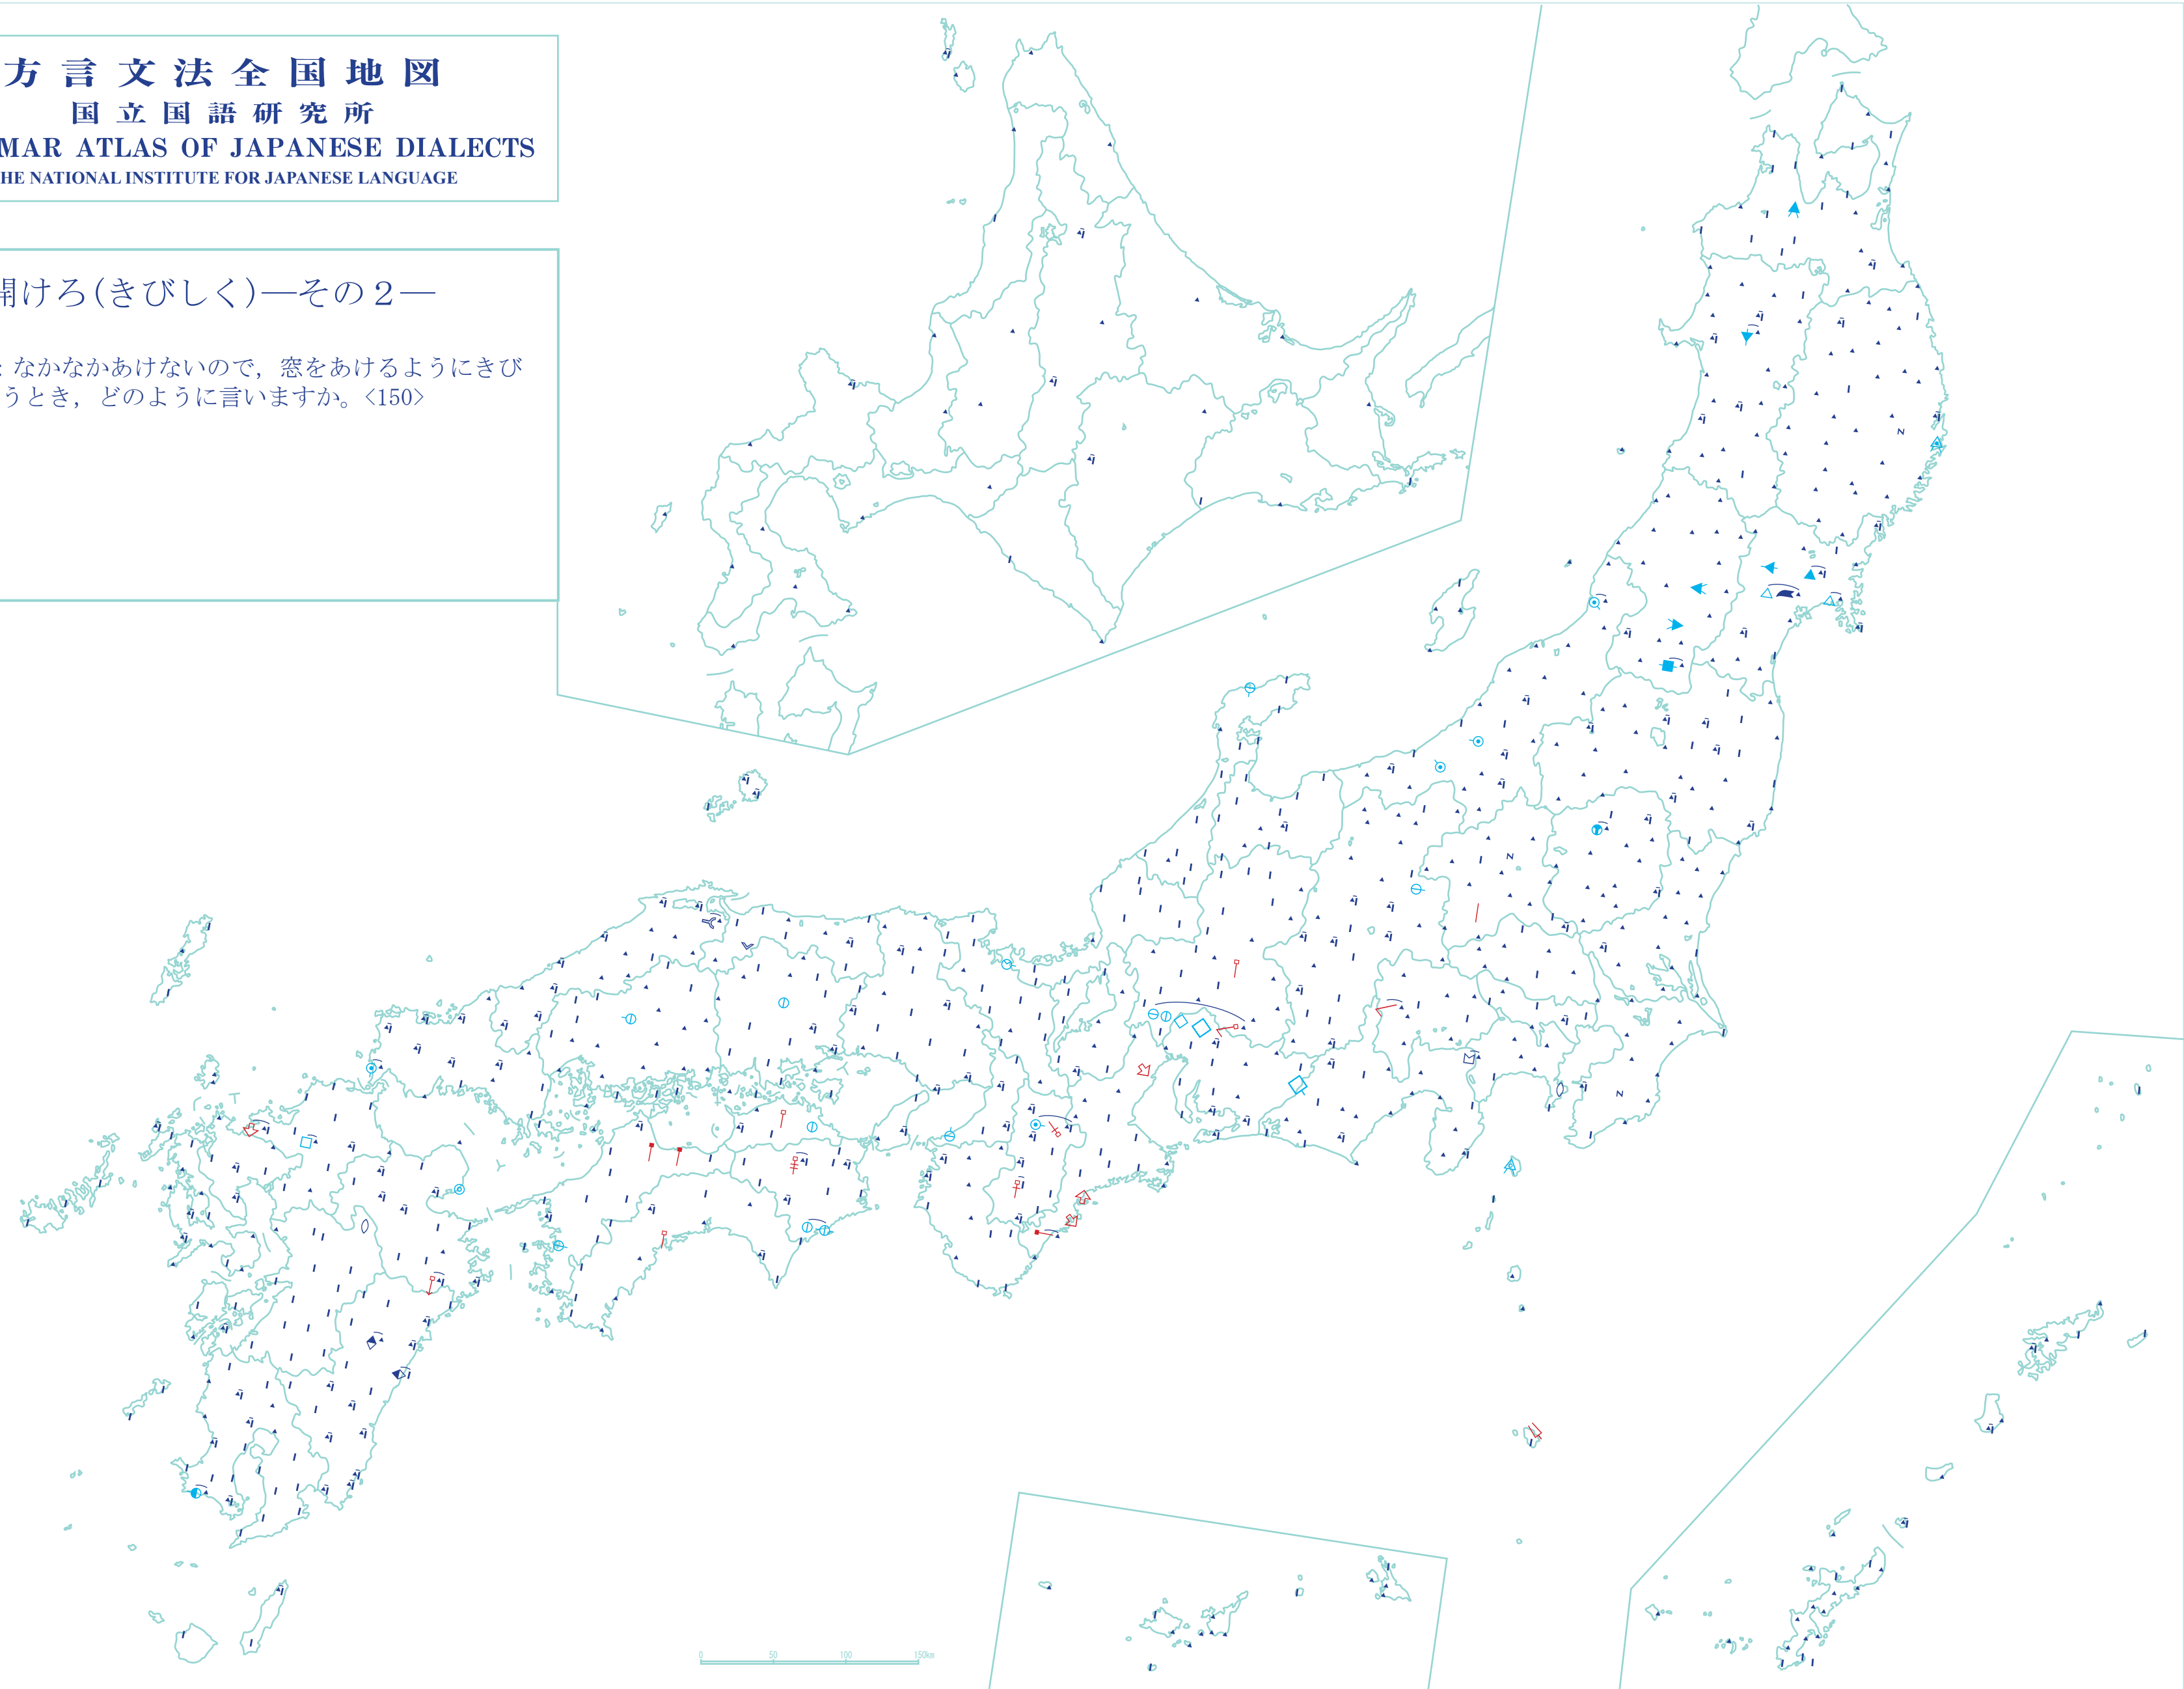 方言文法全国地図
国立国語研究所
MAR ATLAS OF JAPANESE DIALECTS
HE NATIONAL INSTITUTE FOR JAPANESE LANGUAGE
開けろ(きびしく)―その2―
: なかなかあけないので，窓をあけるようにきび
うとき，どのように言いますか。<150>
0 50 100 150km